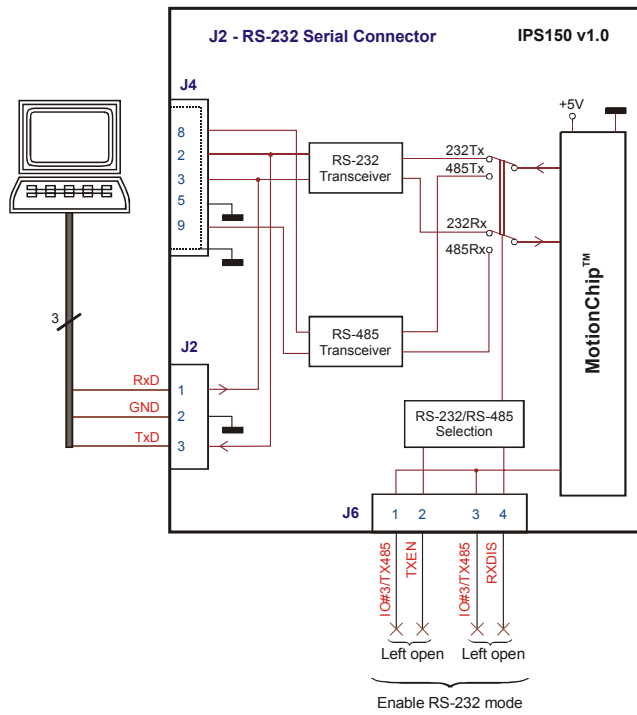 J2 - RS-232 Serial Connector
IPS150 v1.0
J4
8
2
3
5
9
RS-232
Transceiver
232Tx
485Tx
232Rx
485Rx
+5V
MotionChip™
3
RS-485
Transceiver
J2
RxD
1
GND
2
TxD
3
RS-232/RS-485
Selection
J6
1
2
3
4
IO#3/TX485
TXEN
IO#3/TX485
RXDIS
Left open
Left open
Enable RS-232 mode